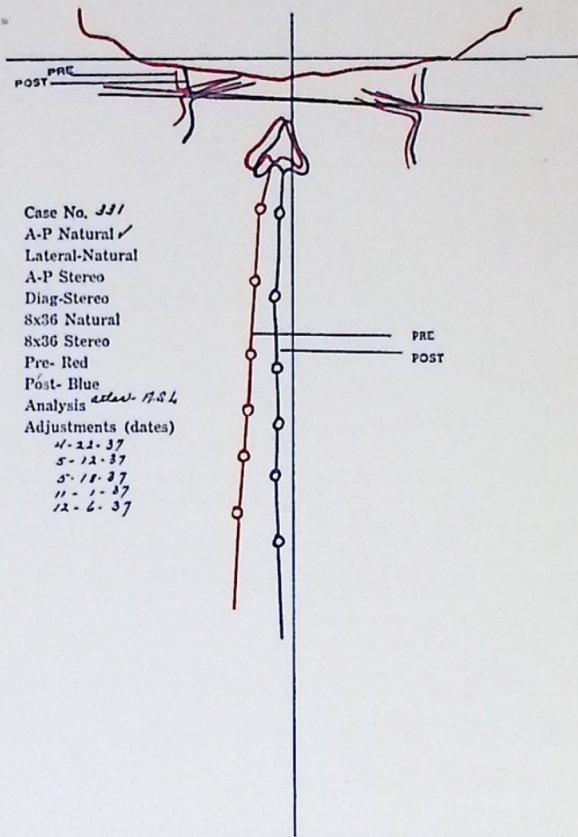 PRE
POST
Case No. 331
A-P Natural ✓
Lateral-Natural
A-P Stereo
Diag-Stereo
8x36 Natural
8x36 Stereo
Pre- Red
Post- Blue
Analysis atlas- A.S.L
Adjustments (dates)
4-22-37
5-12-37
5-18-37
11-1-37
12-6-37
PRE
POST